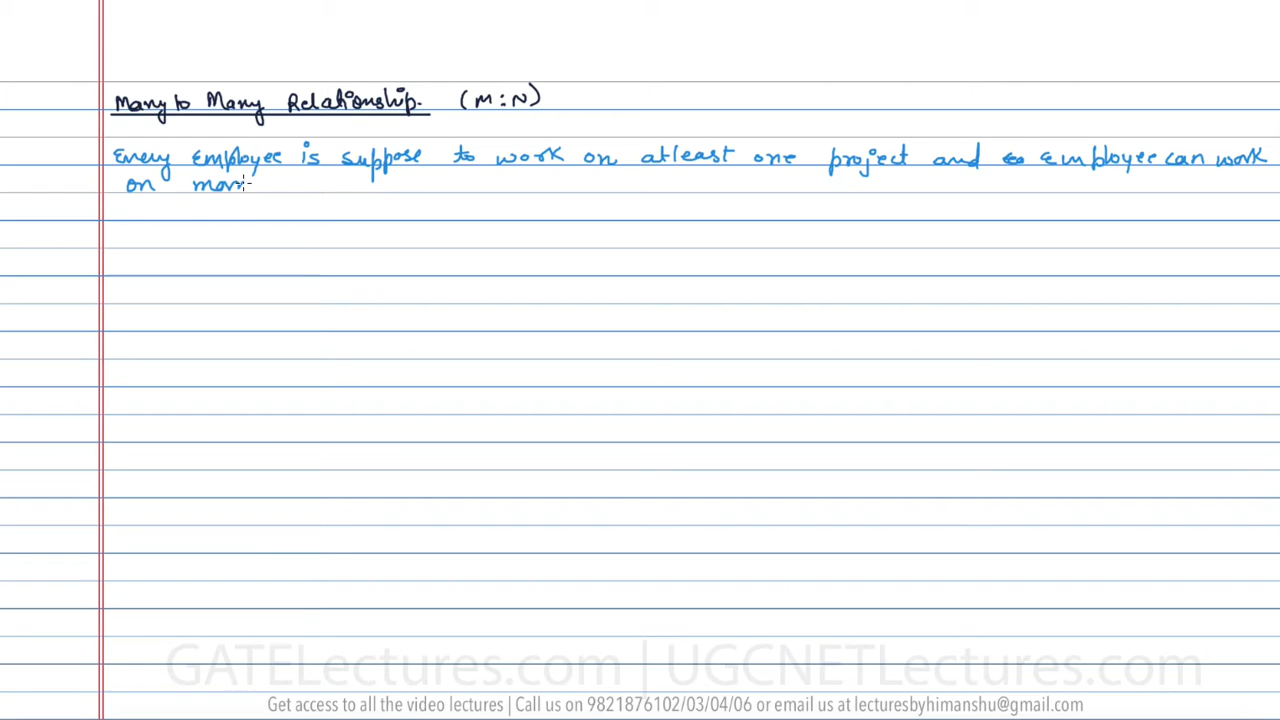 Many to Many Relationship. (M:N)
Every employee is suppose to work on atleast one project and employee can work
on mor
GATELectures.com | UGCNETLectures.com
Get access to all the video lectures | Call us on 9821876102/03/04/06 or email us at lecturesbyhimanshu@gmail.com